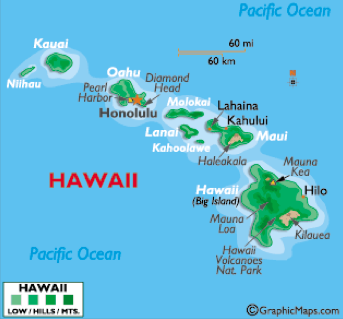 Pacific Ocean
60 mi
60 km
Kauai
Niihau
Oahu
Pearl
Harbor
Diamond
Head
Honolulu
Molokai
Lanai
Kahoolawe
Lahaina
Kahului
Maui
Haleakala
HAWAII
Hawaii
(Big Island)
Mauna
Kea
Hilo
Mauna
Loa
Kilauea
Hawaii
Volcanoes
Nat. Park
Pacific Ocean
HAWAII
LOW / HILLS / MTS.
©GraphicMaps.com